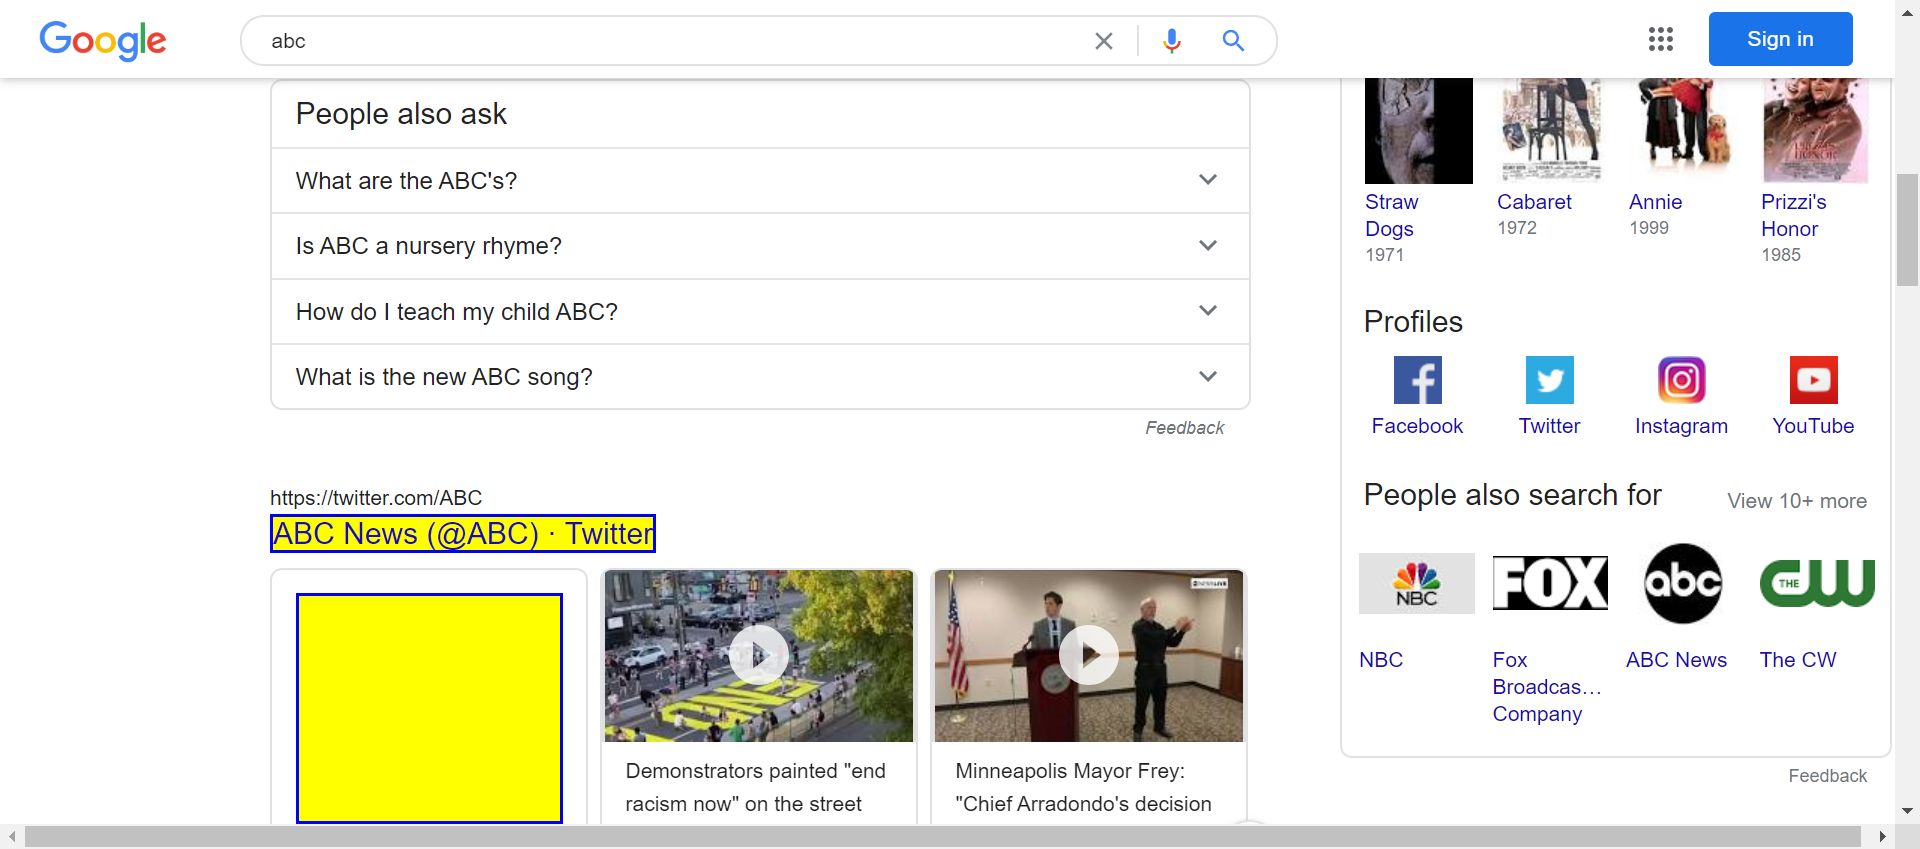 Google
abc
Sign in
People also ask
What are the ABC's?
Is ABC a nursery rhyme?
How do I teach my child ABC?
What is the new ABC song?
Feedback
https://twitter.com/ABC
ABC News (@ABC) · Twitter
Demonstrators painted "end
racism now" on the street
Minneapolis Mayor Frey:
"Chief Arradondo's decision
Straw
Dogs
1971
Cabaret
1972
Annie
1999
PRIZZI'S
HONOR
Prizzi's
Honor
1985
Profiles
Facebook
Twitter
Instagram
YouTube
People also search for
View 10+ more
NBC
FOX
abc
THE CW
NBC
Fox
Broadcas...
Company
ABC News
The CW
Feedback